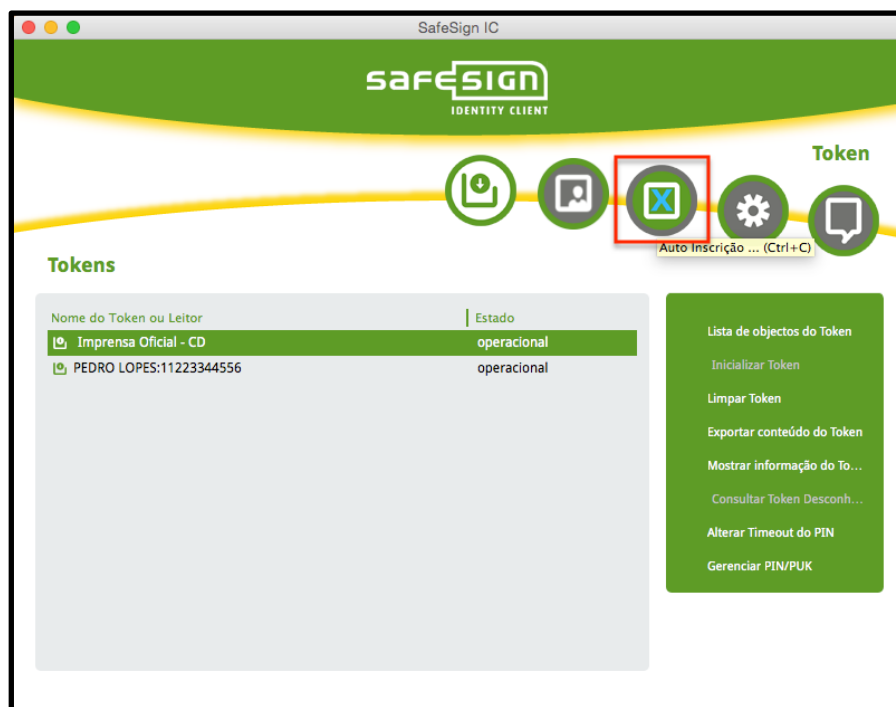 SafeSign IC
safesign
IDENTITY CLIENT
Token
Auto Inscrição ... (Ctrl+C)
Tokens
Nome do Token ou Leitor Estado
Imprensa Oficial - CD operacional
PEDRO LOPES:11223344556 operacional
Lista de objectos do Token
Inicializar Token
Limpar Token
Exportar conteúdo do Token
Mostrar informação do To...
Consultar Token Desconh...
Alterar Timeout do PIN
Gerenciar PIN/PUK